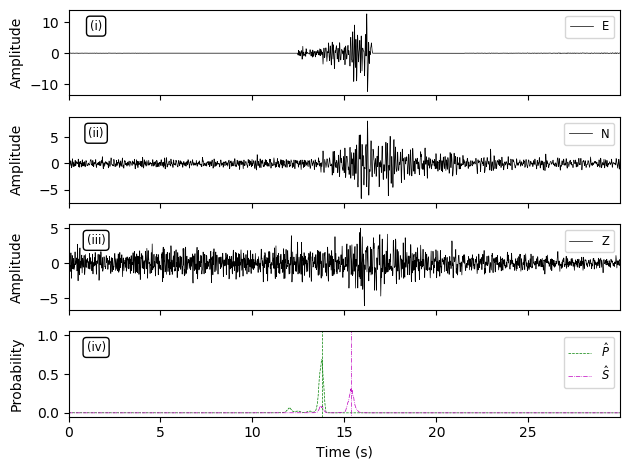 Amplitude
10
0
−10
(i)
E
Amplitude
5
0
−5
(ii)
N
Amplitude
5
0
−5
(iii)
Z
Probability
1.0
0.5
0.0
(iv)
P̂
Ŝ
0 5 10 15 20 25
Time (s)